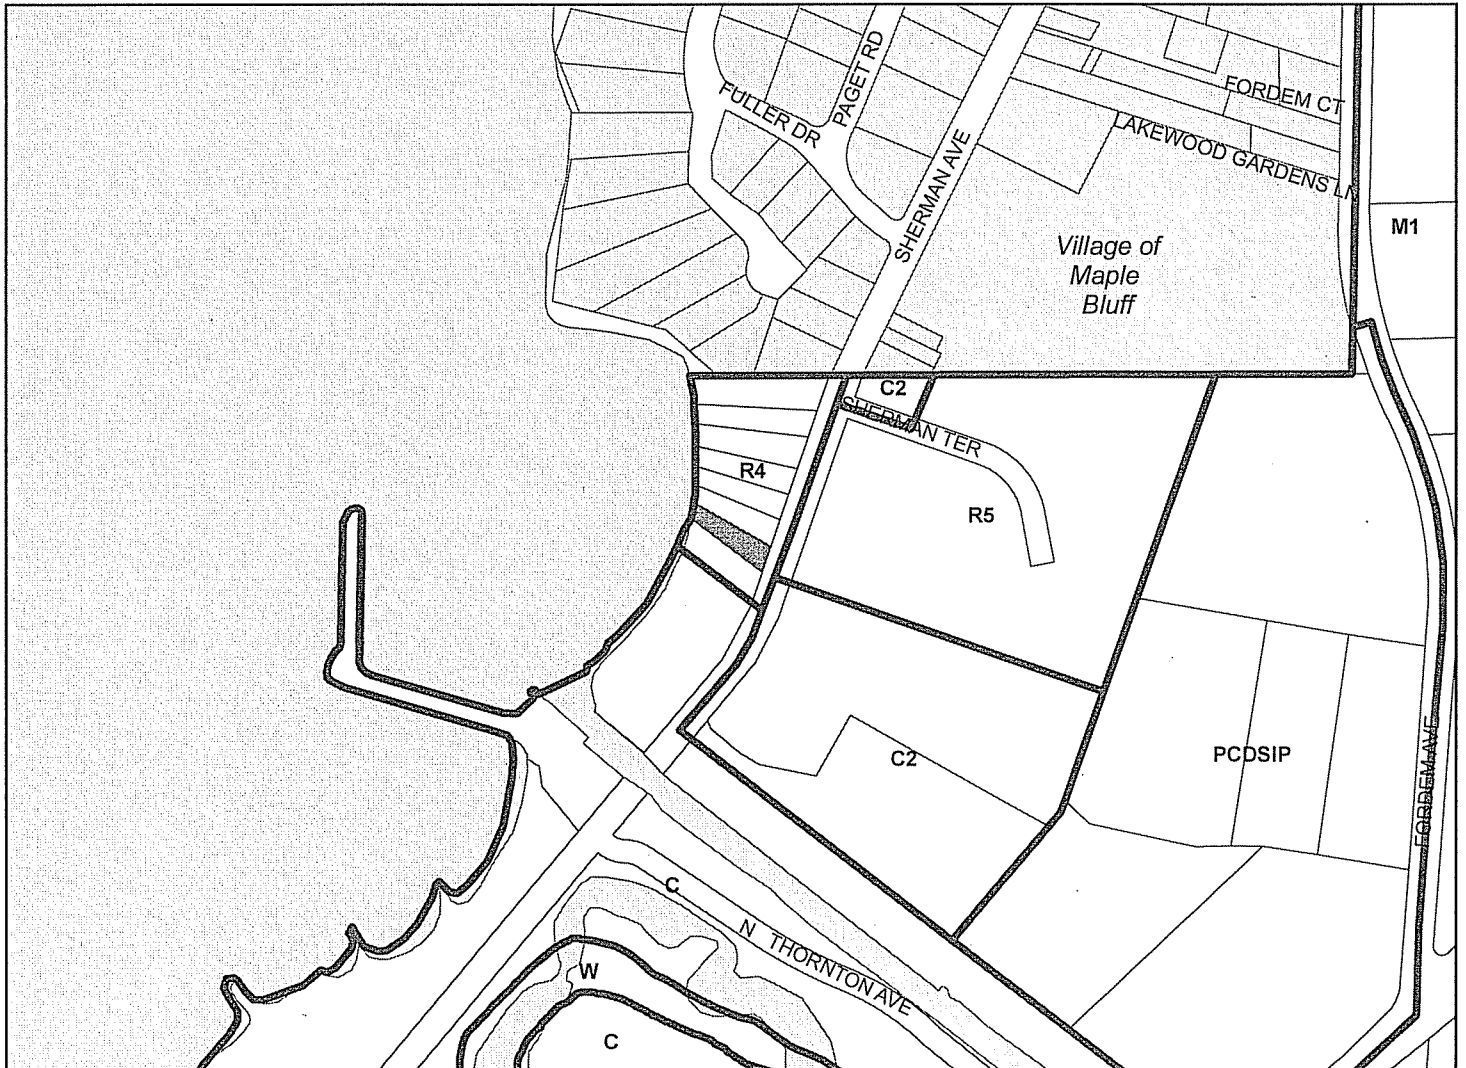 PAGET RD
FULLER DR
FORDEM CT
LAKEWOOD GARDENS LN
SHERMAN AVE
M1
Village of
Maple
Bluff
C2
SHERMAN TER
R4
R5
C2
PCDSIP
FORDEM AVE
C
N THORNTON AVE
W
C